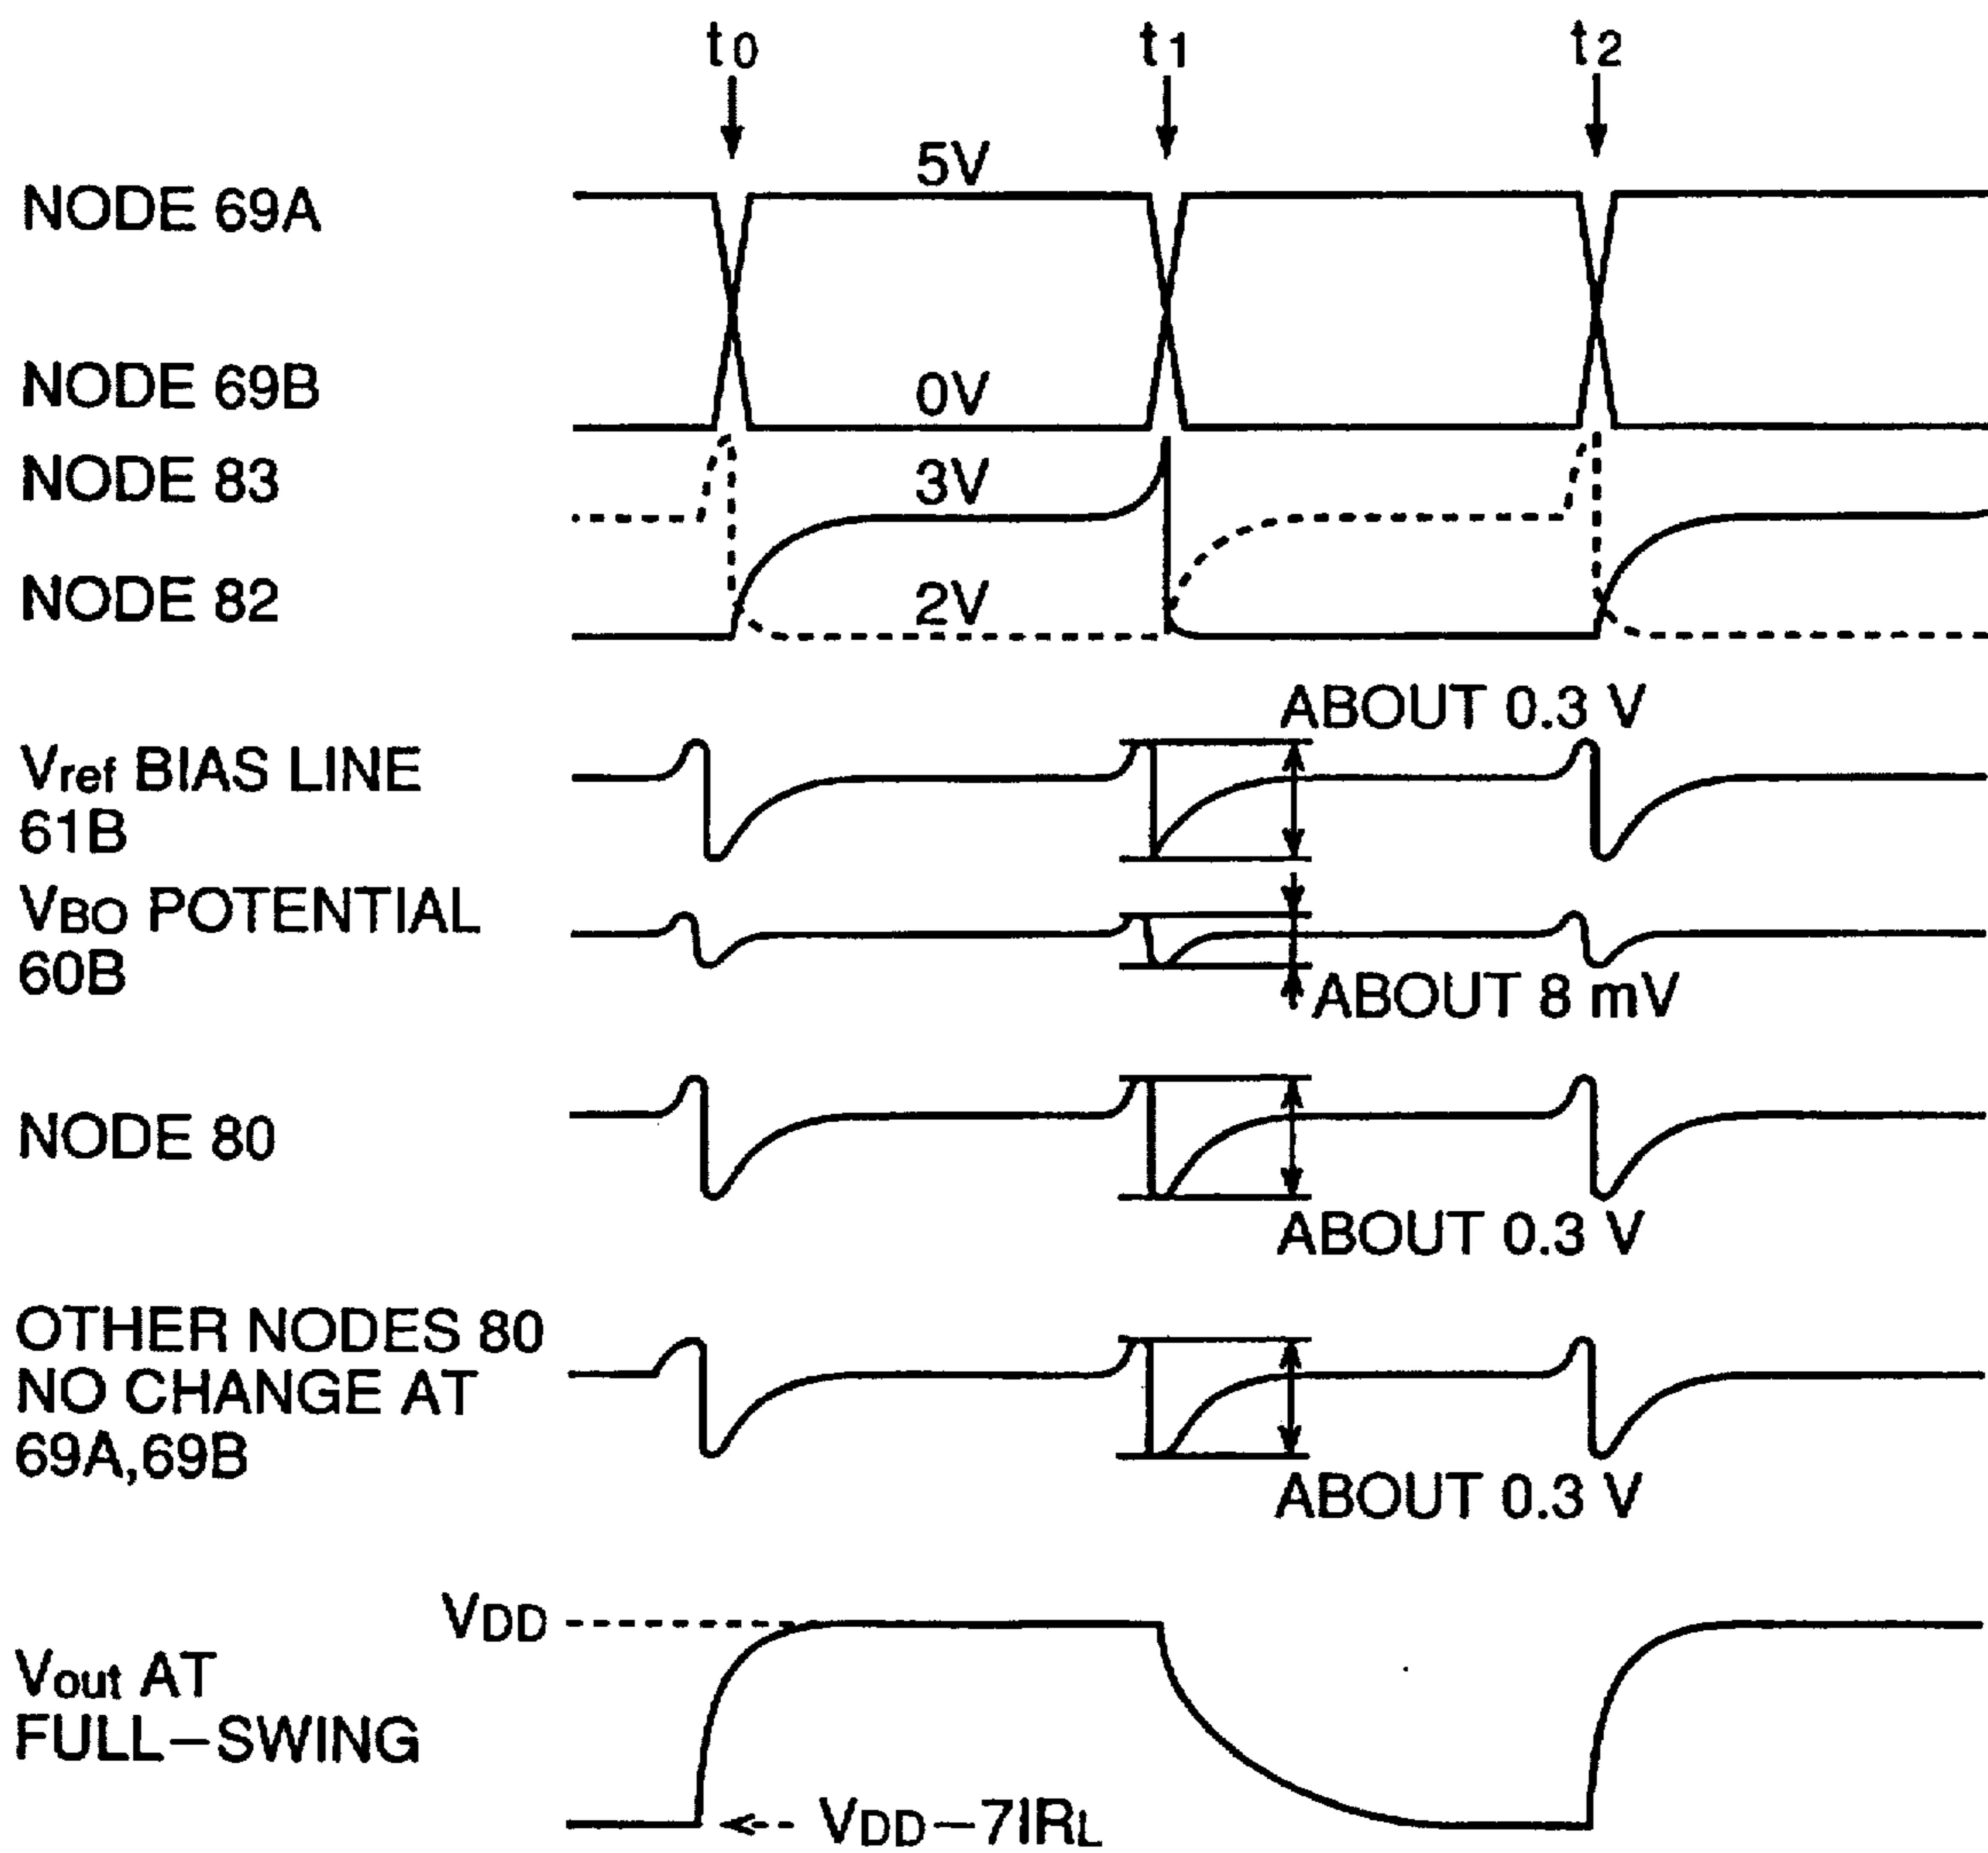 t0 t1 t2
5V
NODE 69A
NODE 69B 0V
NODE 83 3V
NODE 82 2V
ABOUT 0.3 V
Vref BIAS LINE
61B
VBO POTENTIAL
60B
ABOUT 8 mV
NODE 80
ABOUT 0.3 V
OTHER NODES 80
NO CHANGE AT
69A,69B
ABOUT 0.3 V
VDD
Vout AT
FULL-SWING
VDD-7IRL